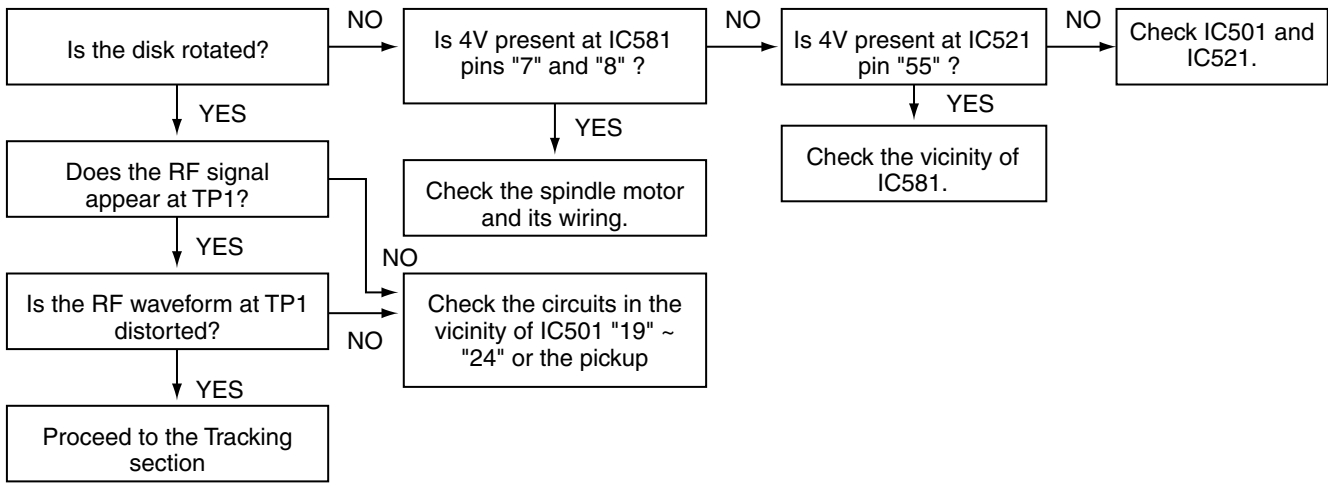 Is the disk rotated?
NO
Is 4V present at IC581
pins "7" and "8" ?
NO
Is 4V present at IC521
pin "55" ?
NO
Check IC501 and
IC521.
YES
YES
YES
Does the RF signal
appear at TP1?
Check the spindle motor
and its wiring.
Check the vicinity of
IC581.
YES
NO
Is the RF waveform at TP1
distorted?
NO
Check the circuits in the
vicinity of IC501 "19" ~
"24" or the pickup
YES
Proceed to the Tracking
section